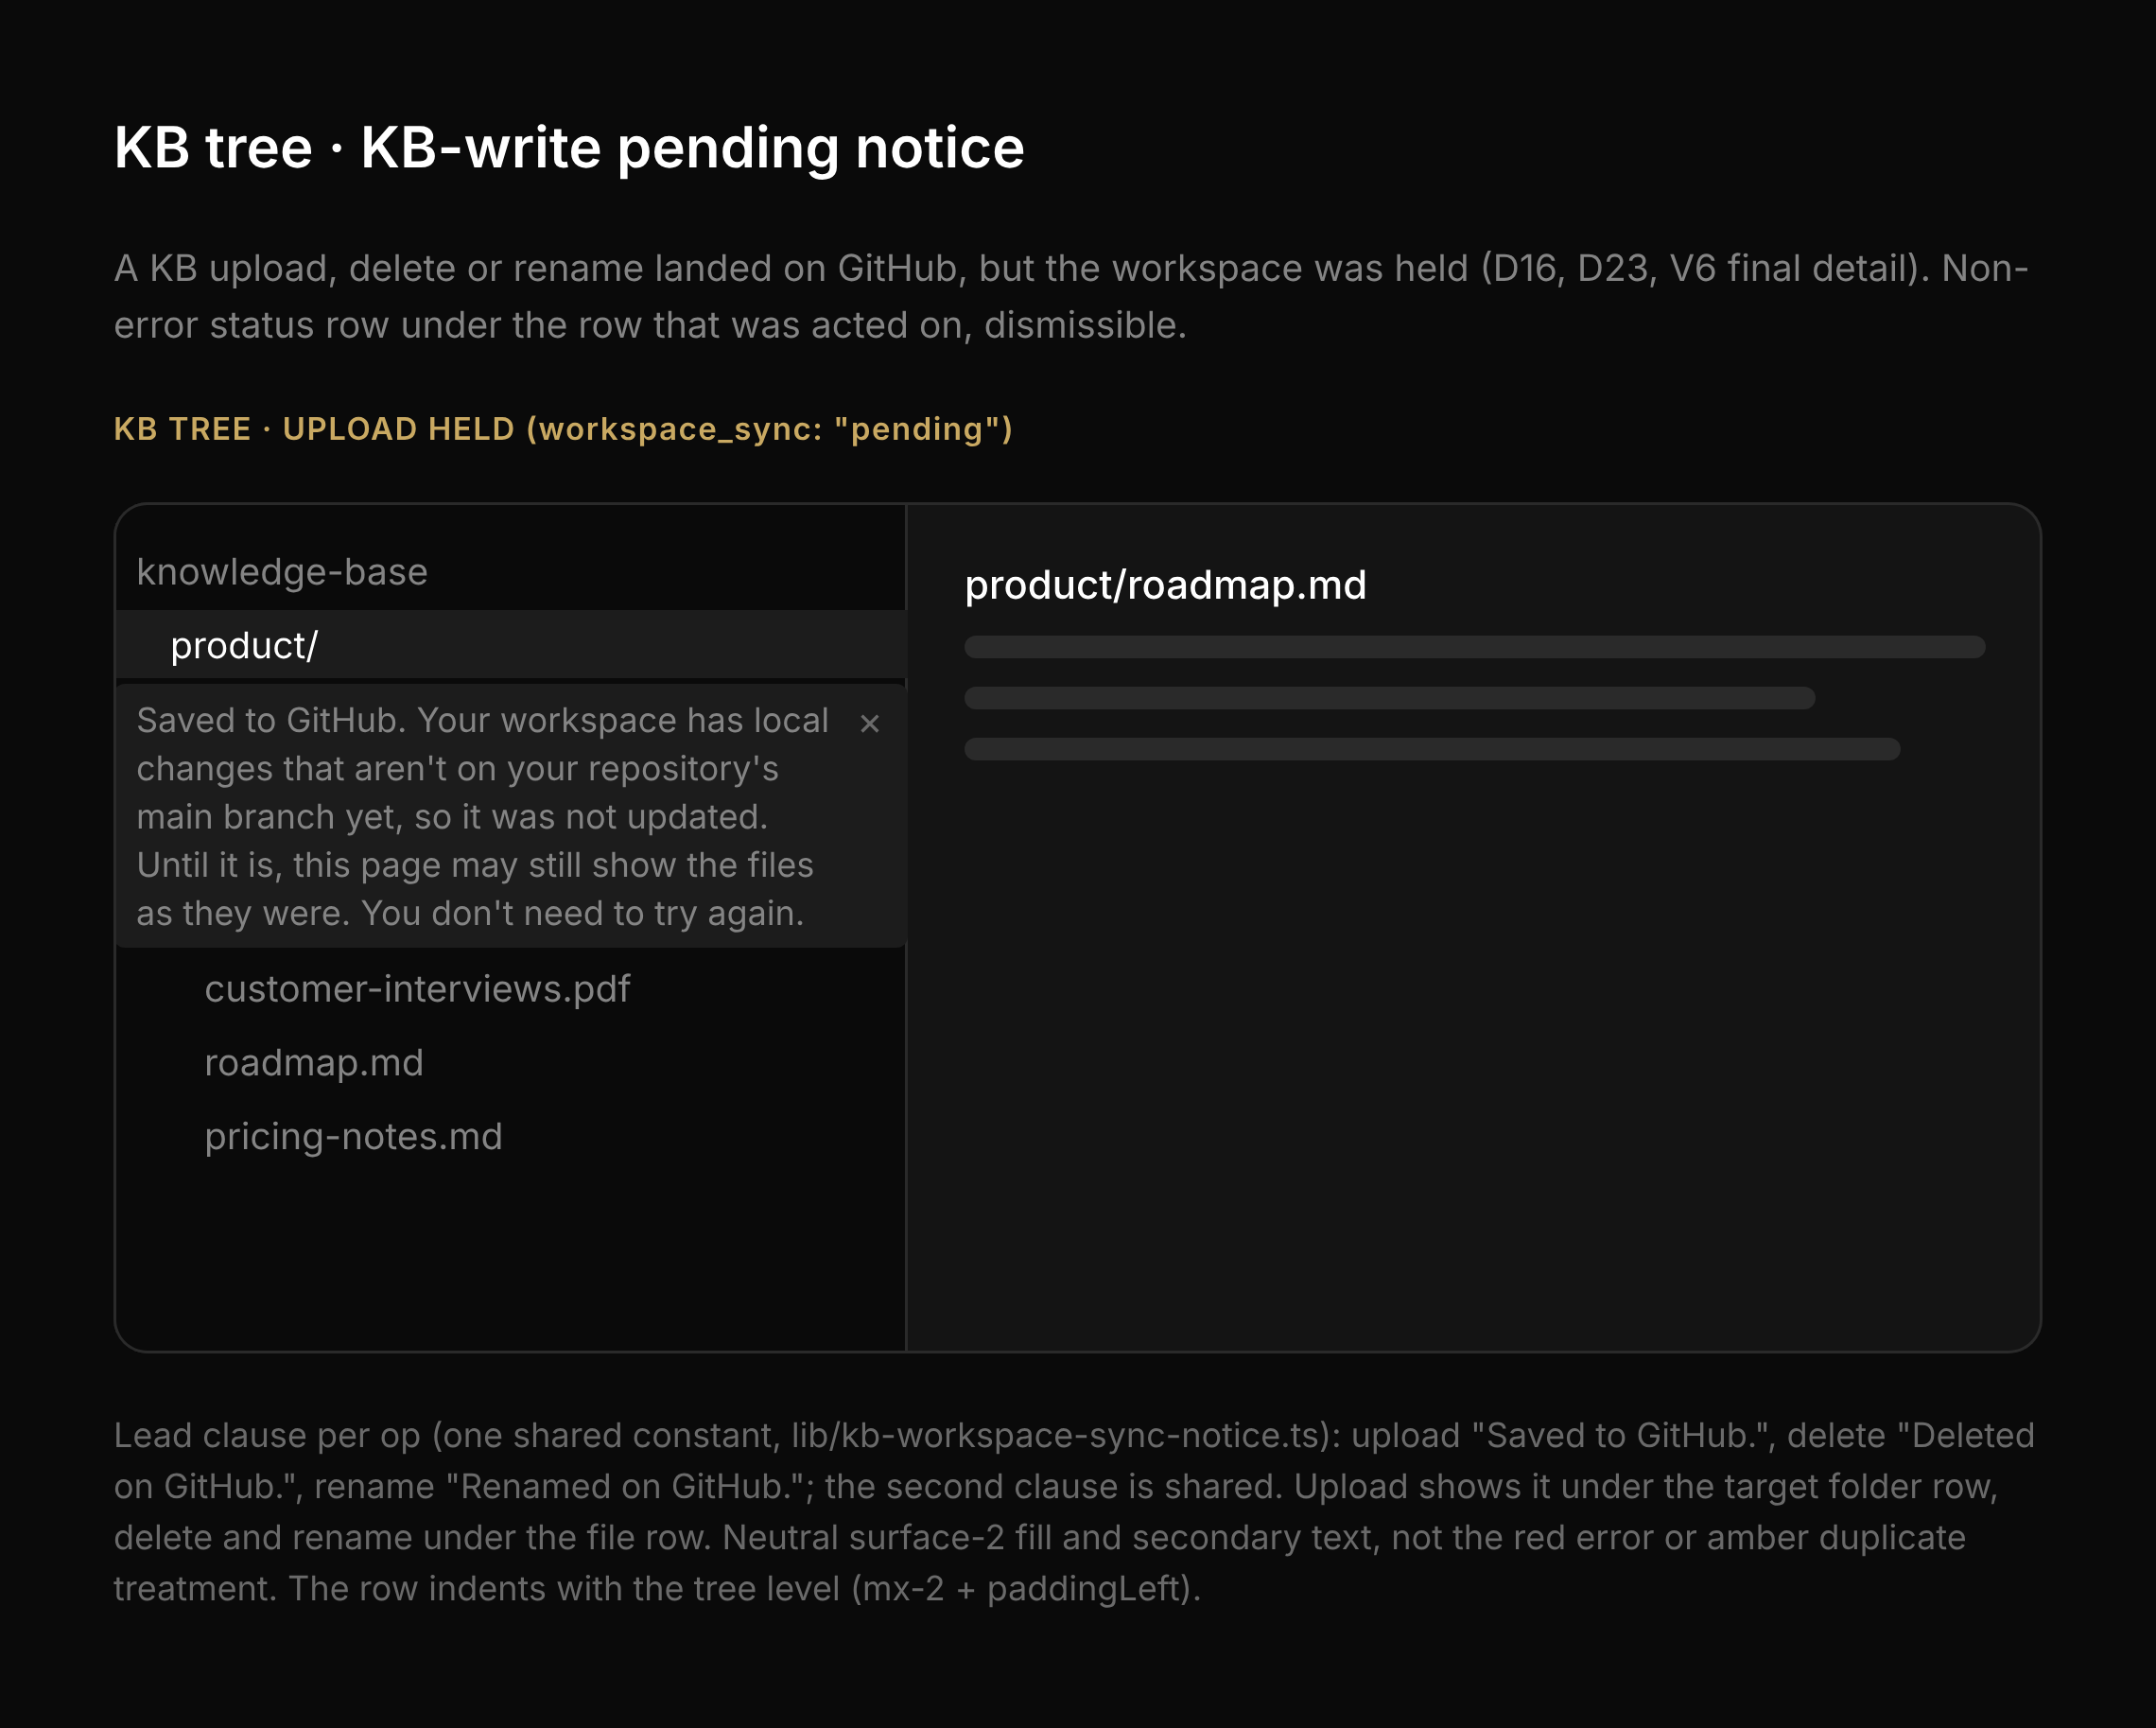 KB tree · KB-write pending notice
A KB upload, delete or rename landed on GitHub, but the workspace was held (D16, D23, V6 final detail). Non-
error status row under the row that was acted on, dismissible.
KB TREE · UPLOAD HELD (workspace_sync: "pending")
knowledge-base
product/
Saved to GitHub. Your workspace has local ×
changes that aren't on your repository's
main branch yet, so it was not updated.
Until it is, this page may still show the files
as they were. You don't need to try again.
customer-interviews.pdf
roadmap.md
pricing-notes.md
product/roadmap.md
Lead clause per op (one shared constant, lib/kb-workspace-sync-notice.ts): upload "Saved to GitHub.", delete "Deleted
on GitHub.", rename "Renamed on GitHub."; the second clause is shared. Upload shows it under the target folder row,
delete and rename under the file row. Neutral surface-2 fill and secondary text, not the red error or amber duplicate
treatment. The row indents with the tree level (mx-2 + paddingLeft).